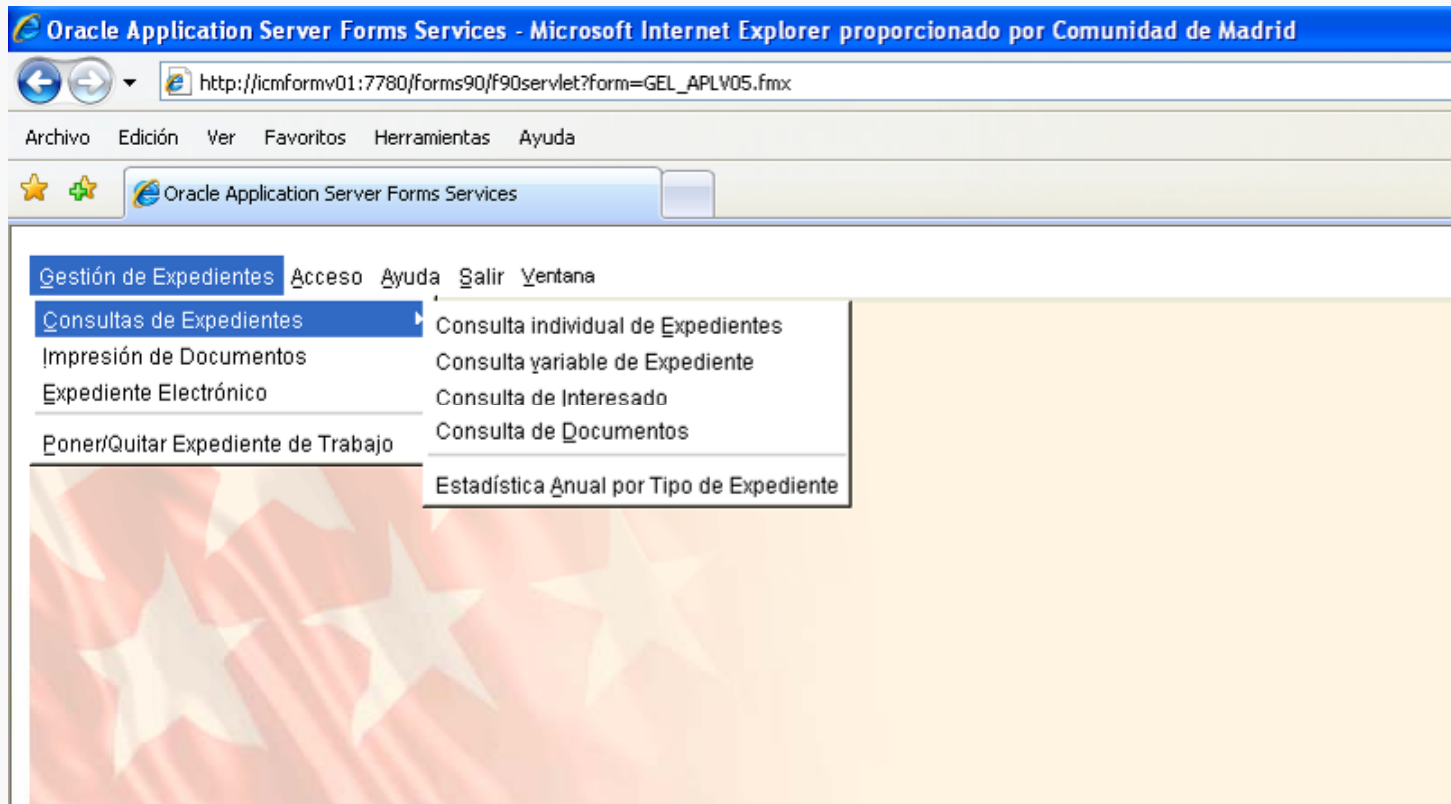 Oracle Application Server Forms Services - Microsoft Internet Explorer proporcionado por Comunidad de Madrid
http://icmformv01:7780/forms90/f90servlet?form=GEL_APLV05.fmx
Archivo Edición Ver Favoritos Herramientas Ayuda
Oracle Application Server Forms Services
Gestión de Expedientes Acceso Ayuda Salir Ventana
Consultas de Expedientes
Impresión de Documentos
Expediente Electrónico
Poner/Quitar Expediente de Trabajo
Consulta individual de Expedientes
Consulta variable de Expediente
Consulta de Interesado
Consulta de Documentos
Estadística Anual por Tipo de Expediente